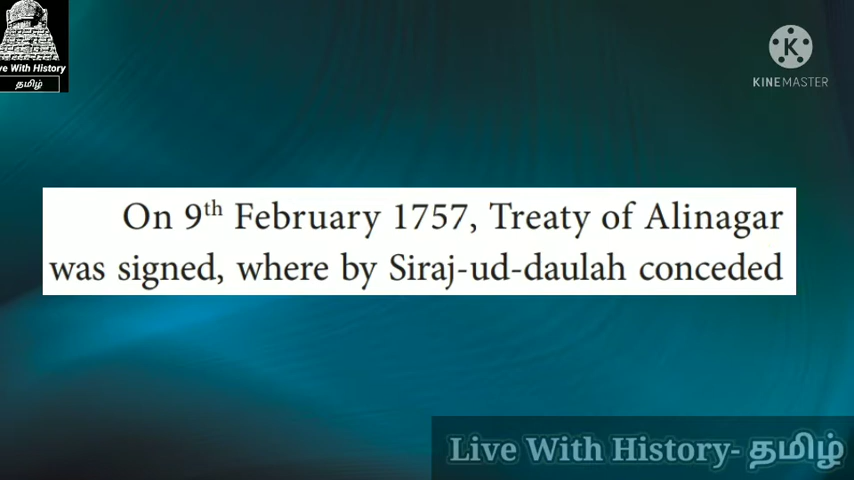 ve With History
தமிழ்
KINEMASTER
On 9th February 1757, Treaty of Alinagar
was signed, where by Siraj-ud-daulah conceded
Live With History- தமிழ்